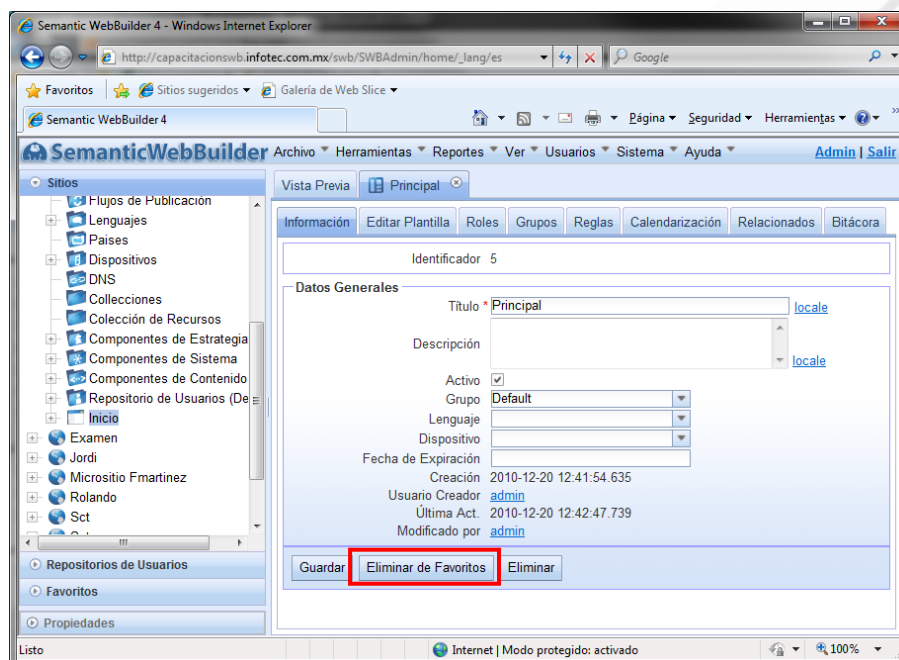 Semantic WebBuilder 4 - Windows Internet Explorer
http://capacitacionswb.infotec.com.mx/swb/SWBAdmin/home/_lang/es
Google
Favoritos Sitios sugeridos Galería de Web Slice
Semantic WebBuilder 4 Página Seguridad Herramientas
SemanticWebBuilder Archivo Herramientas Reportes Ver Usuarios Sistema Ayuda Admin | Salir
Sitios
Vista Previa Principal
Flujos de Publicación
Lenguajes
Paises
Dispositivos
DNS
Collecciones
Colección de Recursos
Componentes de Estrategia
Componentes de Sistema
Componentes de Contenido
Repositorio de Usuarios (De
Inicio
Examen
Jordi
Micrositio Fmartinez
Rolando
Sct
Repositorios de Usuarios
Favoritos
Propiedades
Información Editar Plantilla Roles Grupos Reglas Calendarización Relacionados Bitácora
Identificador 5
Datos Generales
Título * Principal locale
Descripción locale
Activo
Grupo Default
Lenguaje
Dispositivo
Fecha de Expiración
Creación 2010-12-20 12:41:54.635
Usuario Creador admin
Última Act. 2010-12-20 12:42:47.739
Modificado por admin
Guardar Eliminar de Favoritos Eliminar
Listo Internet | Modo protegido: activado 100%